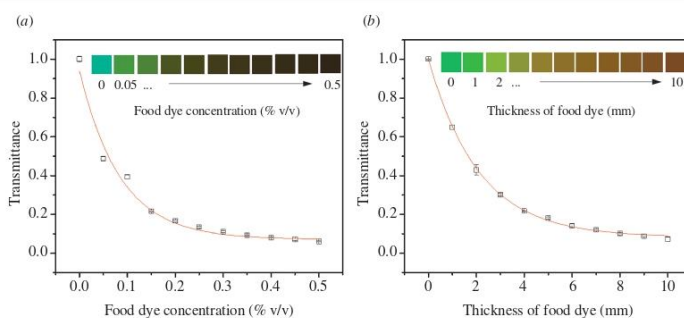 (a)
1.0
0.8
0.6
0.4
0.2
0.0
Transmittance
0 0.05 ... 0.5
Food dye concentration (% v/v)
0.0 0.1 0.2 0.3 0.4 0.5
Food dye concentration (% v/v)
(b)
1.0
0.8
0.6
0.4
0.2
0.0
Transmittance
0 1 2 ... 10
Thickness of food dye (mm)
0 2 4 6 8 10
Thickness of food dye (mm)